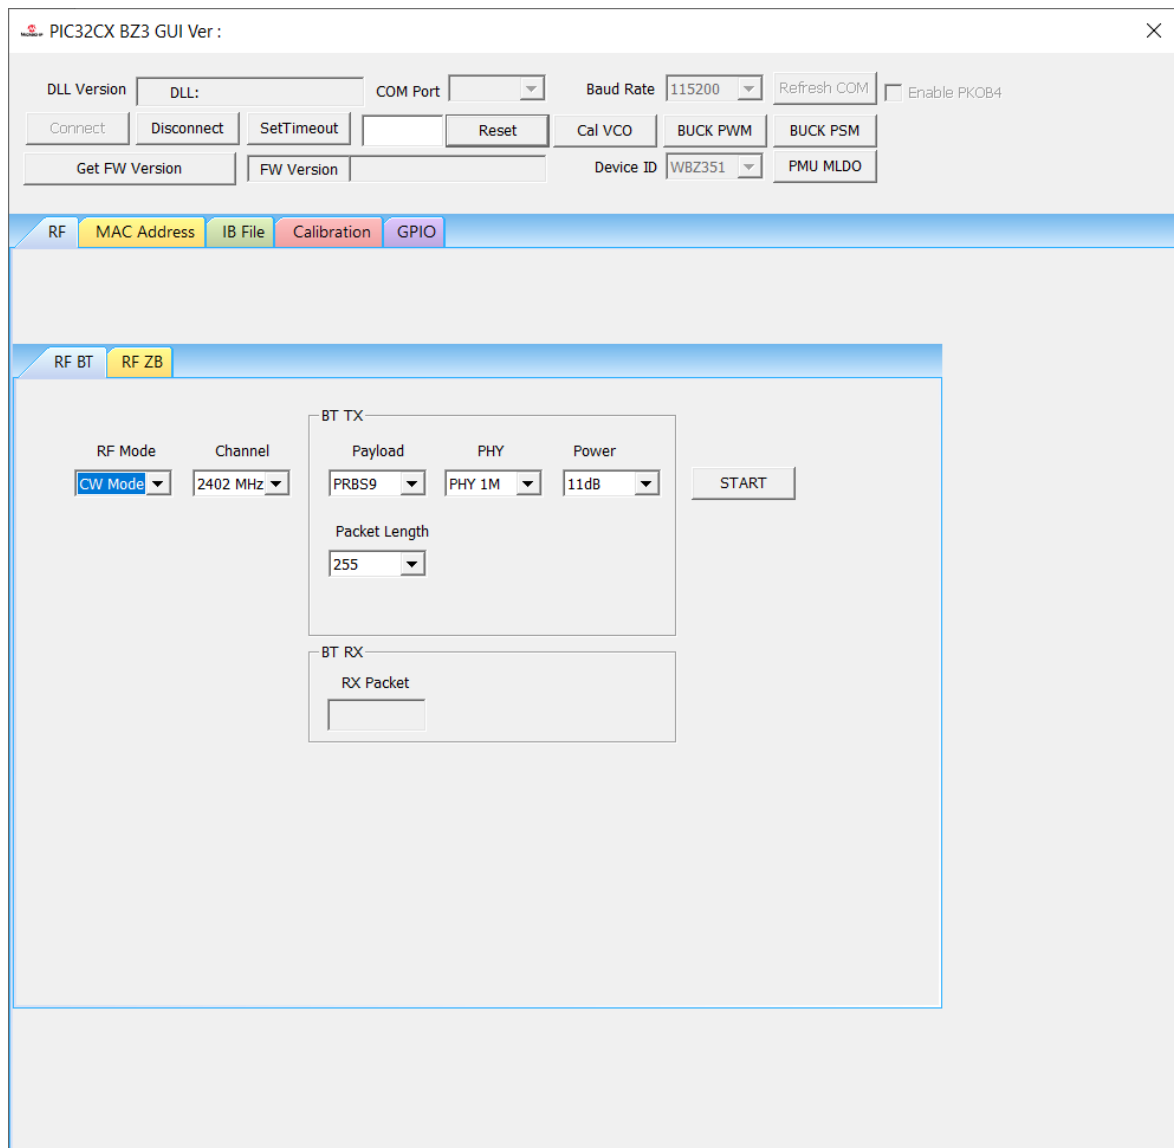 PIC32CX BZ3 GUI Ver :
DLL Version DLL: COM Port Baud Rate 115200 Refresh COM Enable PKOB4
Connect Disconnect SetTimeout Reset Cal VCO BUCK PWM BUCK PSM
Get FW Version FW Version Device ID WBZ351 PMU MLDO
RF MAC Address IB File Calibration GPIO
RF BT RF ZB
BT TX
RF Mode Channel Payload PHY Power
CW Mode 2402 MHz PRBS9 PHY 1M 11dB START
Packet Length
255
BT RX
RX Packet